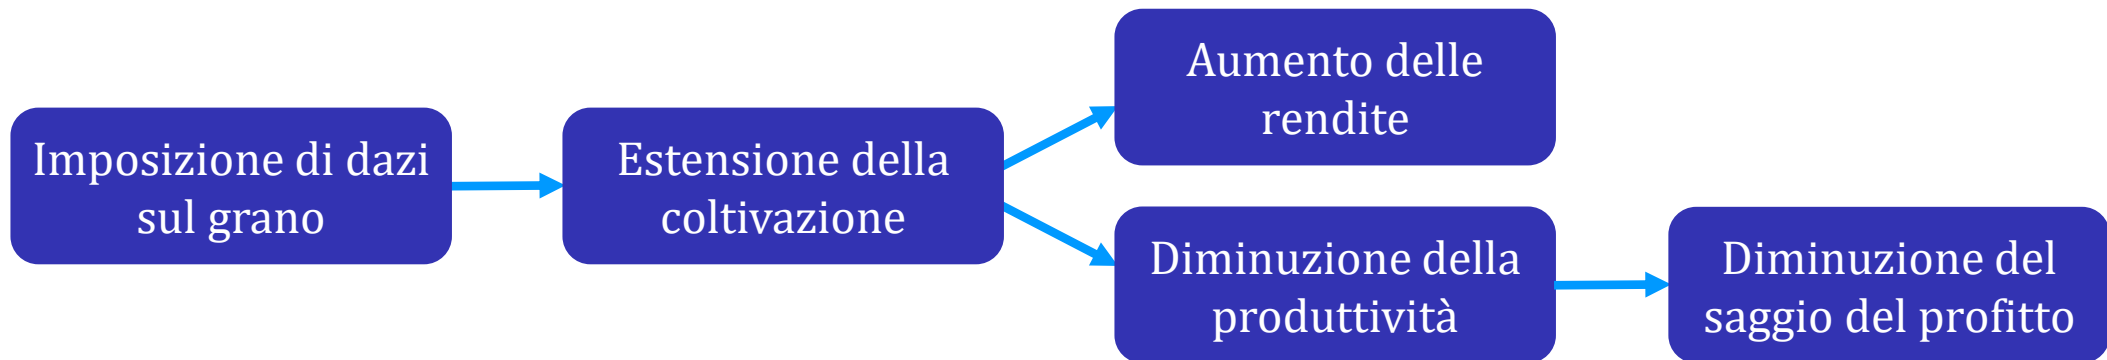 Imposizione di dazi
sul grano
Estensione della
coltivazione
Aumento delle
rendite
Diminuzione della
produttività
Diminuzione del
saggio del profitto